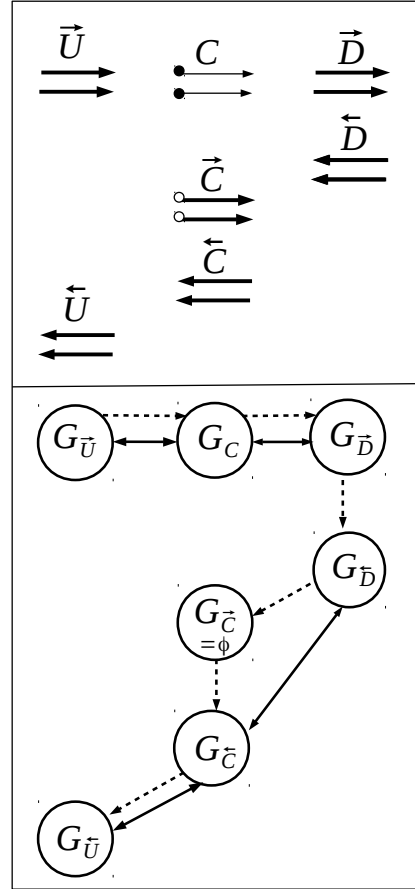 U⃗ C D⃗
D⃖
C⃗
C⃖
U⃖
G_U⃗ G_C G_D⃗
G_D⃖
G_C⃗
=ϕ
G_C⃖
G_U⃖